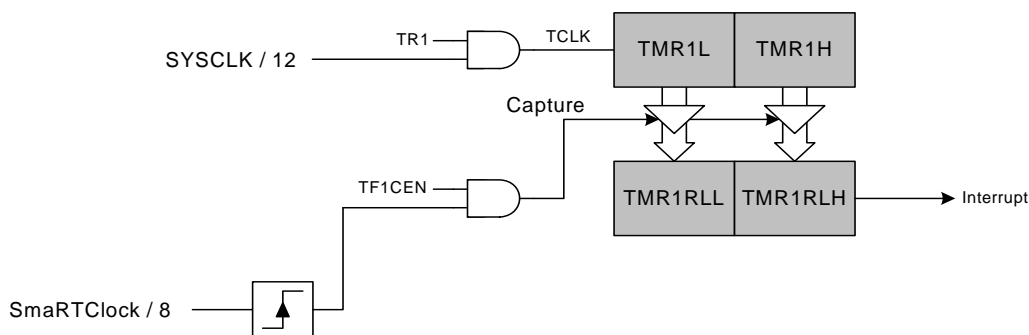 TR1
TCLK
TMR1L
TMR1H
SYSCLK / 12
Capture
TF1CEN
TMR1RLL
TMR1RLH
Interrupt
SmaRTClock / 8